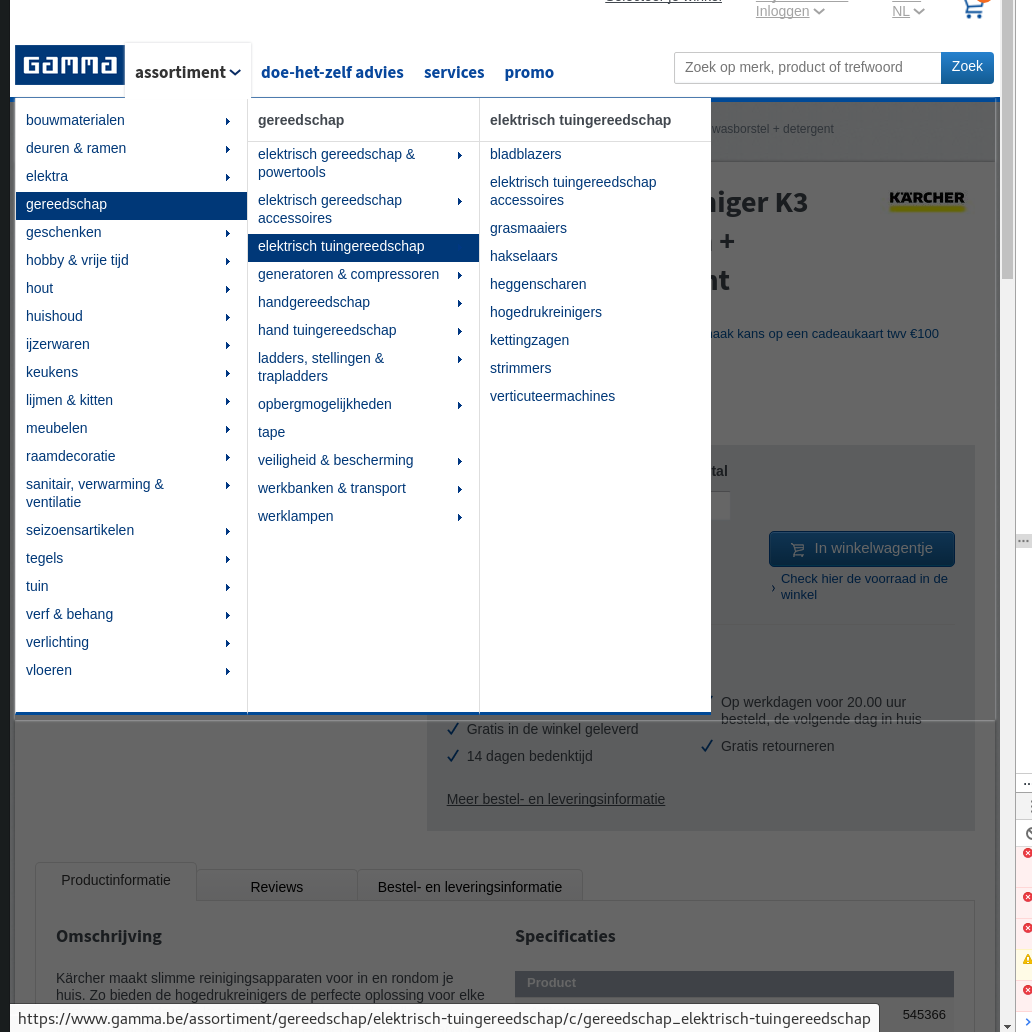 Inloggen
NL
GAMMA
assortiment
doe-het-zelf advies
services
promo
Zoek op merk, product of trefwoord
Zoek
bouwmaterialen
deuren & ramen
elektra
gereedschap
geschenken
hobby & vrije tijd
hout
huishoud
ijzerwaren
keukens
lijmen & kitten
meubelen
raamdecoratie
sanitair, verwarming &
ventilatie
seizoensartikelen
tegels
tuin
verf & behang
verlichting
vloeren
gereedschap
elektrisch gereedschap &
powertools
elektrisch gereedschap
accessoires
elektrisch tuingereedschap
generatoren & compressoren
handgereedschap
hand tuingereedschap
ladders, stellingen &
trapladders
opbergmogelijkheden
tape
veiligheid & bescherming
werkbanken & transport
werklampen
elektrisch tuingereedschap
bladblazers
elektrisch tuingereedschap
accessoires
grasmaaiers
hakselaars
heggenscharen
hogedrukreinigers
kettingzagen
strimmers
verticuteermachines
wasborstel + detergent
niger K3
+
nt
KÄRCHER
aak kans op een cadeaukaart twv €100
tal
In winkelwagentje
Check hier de voorraad in de
winkel
Op werkdagen voor 20.00 uur
besteld, de volgende dag in huis
Gratis in de winkel geleverd
Gratis retourneren
14 dagen bedenktijd
Meer bestel- en leveringsinformatie
Productinformatie
Reviews
Bestel- en leveringsinformatie
Omschrijving
Kärcher maakt slimme reinigingsapparaten voor in en rondom je
huis. Zo bieden de hogedrukreinigers de perfecte oplossing voor elke
Specificaties
Product
545366
https://www.gamma.be/assortiment/gereedschap/elektrisch-tuingereedschap/c/gereedschap_elektrisch-tuingereedschap